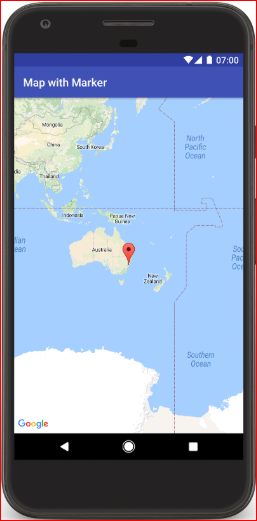 07:00
Map with Marker
Mongolia
China
South Korea
Thailand
North
Pacific
Ocean
Indonesia
Papua New
Guinea
Australia
New
Zealand
Southern
Ocean
Google